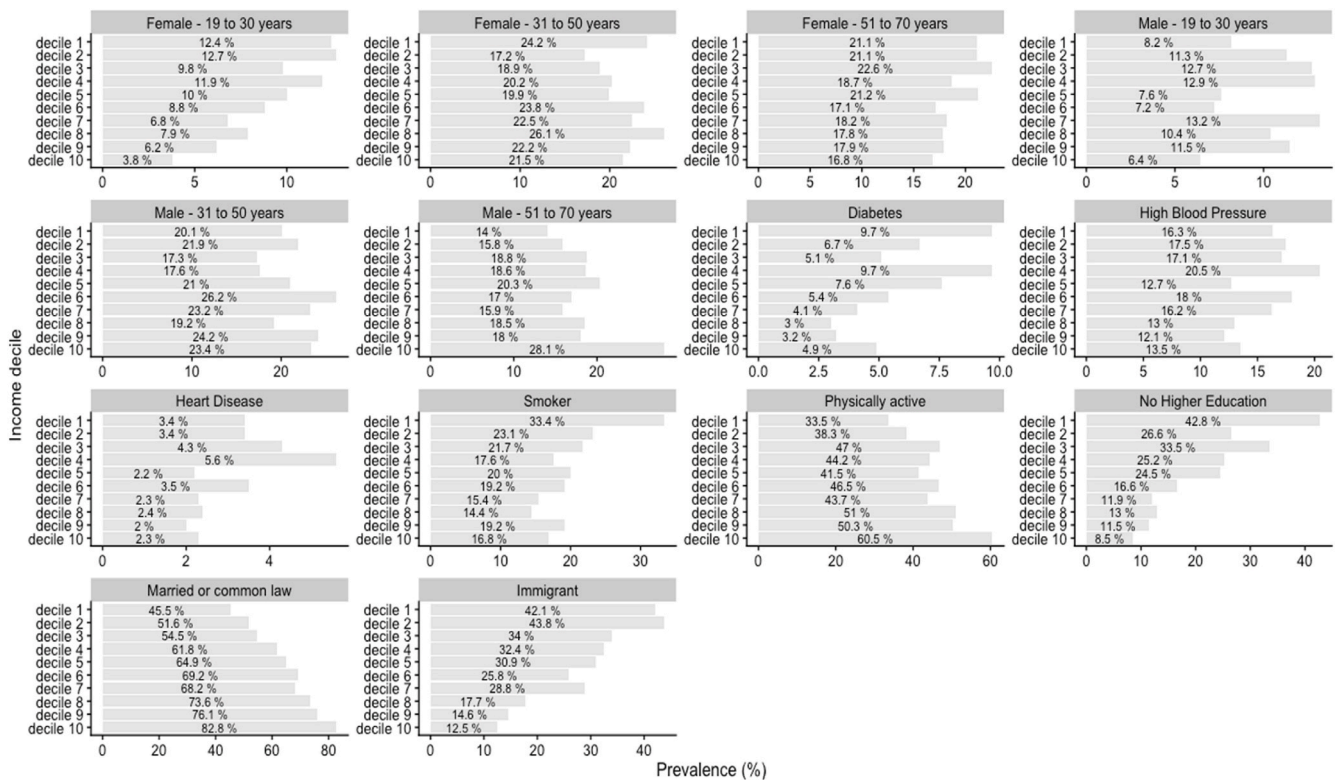 Female - 19 to 30 years
decile 1 12.4 %
decile 2 12.7 %
decile 3 9.8 %
decile 4 11.9 %
decile 5 10 %
decile 6 8.8 %
decile 7 6.8 %
decile 8 7.9 %
decile 9 6.2 %
decile 10 3.8 %
0 5 10
Female - 31 to 50 years
decile 1 24.2 %
decile 2 17.2 %
decile 3 18.9 %
decile 4 20.2 %
decile 5 19.9 %
decile 6 23.8 %
decile 7 22.5 %
decile 8 26.1 %
decile 9 22.2 %
decile 10 21.5 %
0 10 20
Female - 51 to 70 years
decile 1 21.1 %
decile 2 21.1 %
decile 3 22.6 %
decile 4 18.7 %
decile 5 21.2 %
decile 6 17.1 %
decile 7 18.2 %
decile 8 17.8 %
decile 9 17.9 %
decile 10 16.8 %
0 5 10 15 20
Male - 19 to 30 years
decile 1 8.2 %
decile 2 11.3 %
decile 3 12.7 %
decile 4 12.9 %
decile 5 7.6 %
decile 6 7.2 %
decile 7 13.2 %
decile 8 10.4 %
decile 9 11.5 %
decile 10 6.4 %
0 5 10
Male - 31 to 50 years
decile 1 20.1 %
decile 2 21.9 %
decile 3 17.3 %
decile 4 17.6 %
decile 5 21 %
decile 6 26.2 %
decile 7 23.2 %
decile 8 19.2 %
decile 9 24.2 %
decile 10 23.4 %
0 10 20
Male - 51 to 70 years
decile 1 14 %
decile 2 15.8 %
decile 3 18.8 %
decile 4 18.6 %
decile 5 20.3 %
decile 6 17 %
decile 7 15.9 %
decile 8 18.5 %
decile 9 18 %
decile 10 28.1 %
0 10 20
Diabetes
decile 1 9.7 %
decile 2 6.7 %
decile 3 5.1 %
decile 4 9.7 %
decile 5 7.6 %
decile 6 5.4 %
decile 7 4.1 %
decile 8 3 %
decile 9 3.2 %
decile 10 4.9 %
0.0 2.5 5.0 7.5 10.0
High Blood Pressure
decile 1 16.3 %
decile 2 17.5 %
decile 3 17.1 %
decile 4 20.5 %
decile 5 12.7 %
decile 6 18 %
decile 7 16.2 %
decile 8 13 %
decile 9 12.1 %
decile 10 13.5 %
0 5 10 15 20
Income decile
Heart Disease
decile 1 3.4 %
decile 2 3.4 %
decile 3 4.3 %
decile 4 5.6 %
decile 5 2.2 %
decile 6 3.5 %
decile 7 2.3 %
decile 8 2.4 %
decile 9 2 %
decile 10 2.3 %
0 2 4
Smoker
decile 1 33.4 %
decile 2 23.1 %
decile 3 21.7 %
decile 4 17.6 %
decile 5 20 %
decile 6 19.2 %
decile 7 15.4 %
decile 8 14.4 %
decile 9 19.2 %
decile 10 16.8 %
0 10 20 30
Physically active
decile 1 33.5 %
decile 2 38.3 %
decile 3 47 %
decile 4 44.2 %
decile 5 41.5 %
decile 6 46.5 %
decile 7 43.7 %
decile 8 51 %
decile 9 50.3 %
decile 10 60.5 %
0 20 40 60
No Higher Education
decile 1 42.8 %
decile 2 26.6 %
decile 3 33.5 %
decile 4 25.2 %
decile 5 24.5 %
decile 6 16.6 %
decile 7 11.9 %
decile 8 13 %
decile 9 11.5 %
decile 10 8.5 %
0 10 20 30 40
Married or common law
decile 1 45.5 %
decile 2 51.6 %
decile 3 54.5 %
decile 4 61.8 %
decile 5 64.9 %
decile 6 69.2 %
decile 7 68.2 %
decile 8 73.6 %
decile 9 76.1 %
decile 10 82.8 %
0 20 40 60 80
Immigrant
decile 1 42.1 %
decile 2 43.8 %
decile 3 34 %
decile 4 32.4 %
decile 5 30.9 %
decile 6 25.8 %
decile 7 28.8 %
decile 8 17.7 %
decile 9 14.6 %
decile 10 12.5 %
0 10 20 30 40
Prevalence (%)